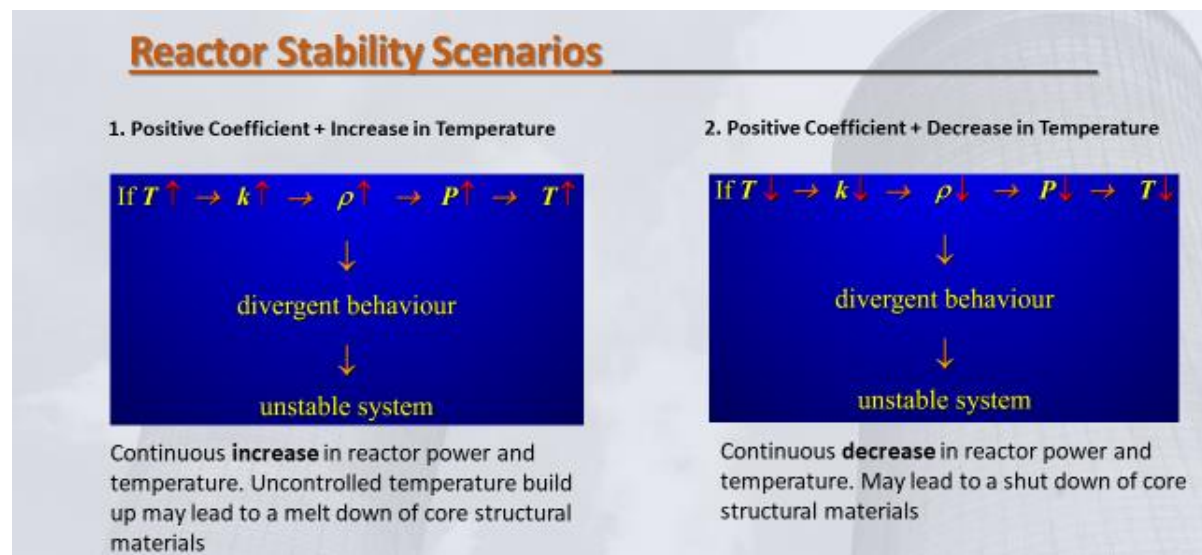 Reactor Stability Scenarios
1. Positive Coefficient + Increase in Temperature
If T ↑ → k ↑ → ρ ↑ → P ↑ → T ↑
↓
divergent behaviour
↓
unstable system
Continuous increase in reactor power and
temperature. Uncontrolled temperature build
up may lead to a melt down of core structural
materials
2. Positive Coefficient + Decrease in Temperature
If T ↓ → k ↓ → ρ ↓ → P ↓ → T ↓
↓
divergent behaviour
↓
unstable system
Continuous decrease in reactor power and
temperature. May lead to a shut down of core
structural materials